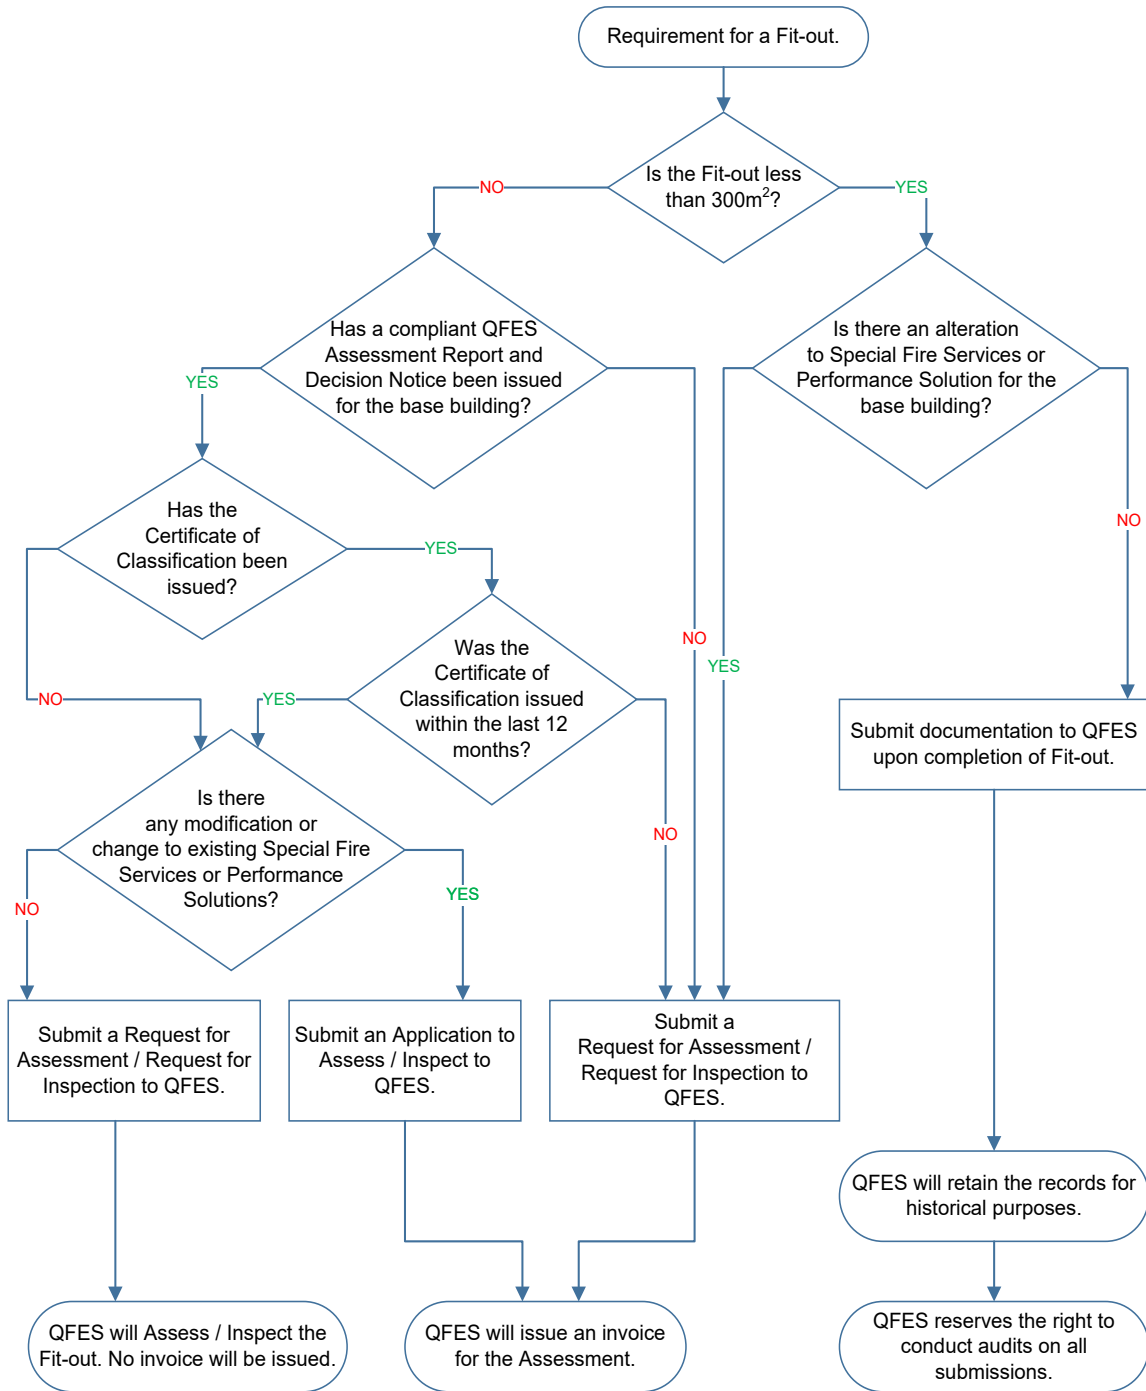 Requirement for a Fit-out.
Is the Fit-out less
than 300m²?
NO
YES
Has a compliant QFES
Assessment Report and
Decision Notice been issued
for the base building?
Is there an alteration
to Special Fire Services or
Performance Solution for the
base building?
YES
NO
YES
NO
Has the
Certificate of
Classification been
issued?
YES
NO
Was the
Certificate of
Classification issued
within the last 12
months?
YES
NO
Submit documentation to QFES
upon completion of Fit-out.
Is there
any modification or
change to existing Special Fire
Services or Performance
Solutions?
NO
YES
Submit a Request for
Assessment / Request for
Inspection to QFES.
Submit an Application to
Assess / Inspect to
QFES.
Submit a
Request for Assessment /
Request for Inspection to
QFES.
QFES will retain the records for
historical purposes.
QFES will Assess / Inspect the
Fit-out. No invoice will be issued.
QFES will issue an invoice
for the Assessment.
QFES reserves the right to
conduct audits on all
submissions.